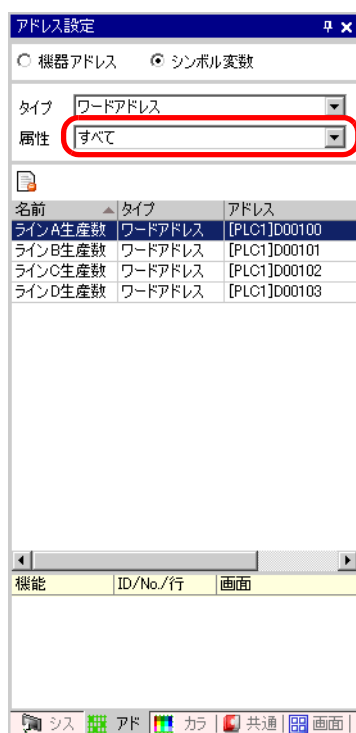 アドレス設定
機器アドレス シンボル変数
タイプ ワードアドレス
属性 すべて
名前 タイプ アドレス
ラインA生産数 ワードアドレス [PLC1]D00100
ラインB生産数 ワードアドレス [PLC1]D00101
ラインC生産数 ワードアドレス [PLC1]D00102
ラインD生産数 ワードアドレス [PLC1]D00103
機能 ID/No./行 画面
シス アド カラ 共通 画面